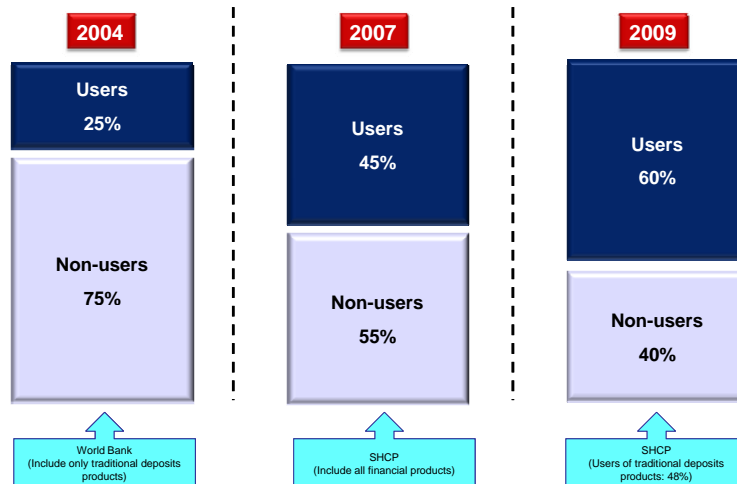 2004
Users
25%
Non-users
75%
World Bank
(Include only traditional deposits
products)
2007
Users
45%
Non-users
55%
SHCP
(Include all financial products)
2009
Users
60%
Non-users
40%
SHCP
(Users of traditional deposits
products: 48%)